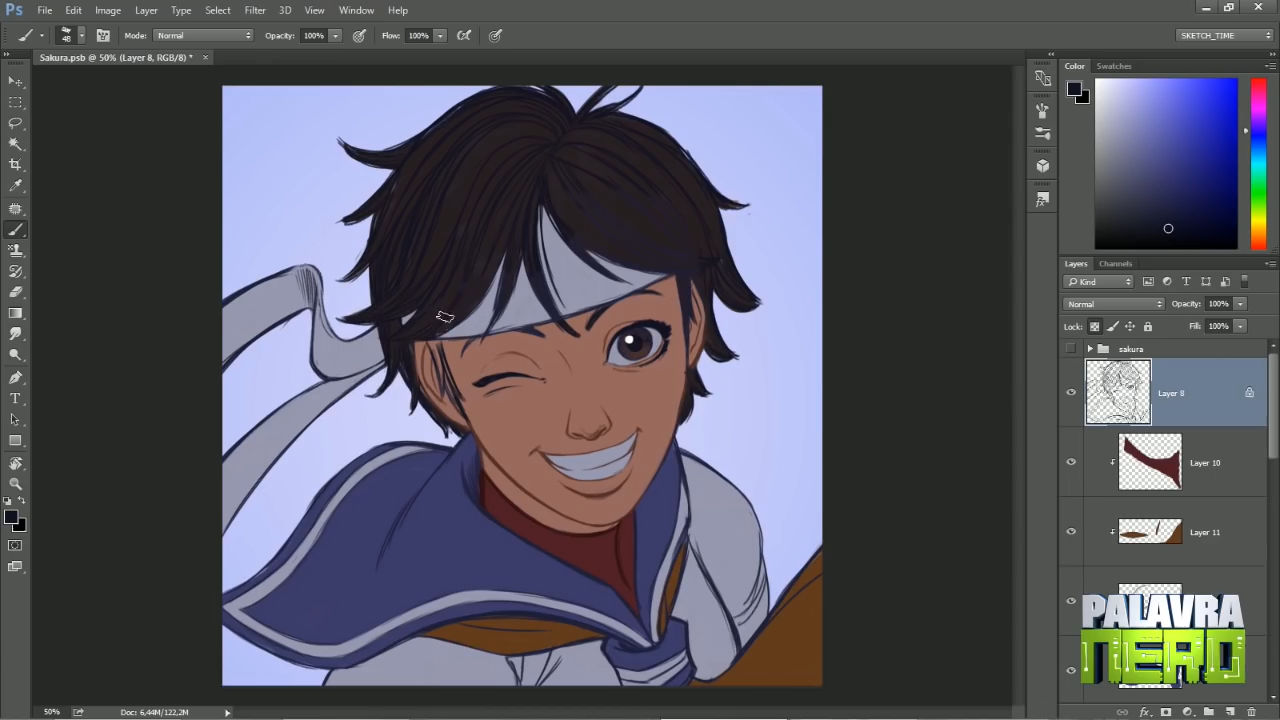 Ps File Edit Image Layer Type Select Filter 3D View Window Help
48 Mode: Normal Opacity: 100% Flow: 100% SKETCH_TIME
Sakura.psb @ 50% (Layer 8, RGB/8) *
Color Swatches
Layers Channels
Kind
Normal Opacity: 100%
Lock: Fill: 100%
sakura
Layer 8
Layer 10
Layer 11
PALAVRA
NERD
50% Doc: 6,44M/122,2M